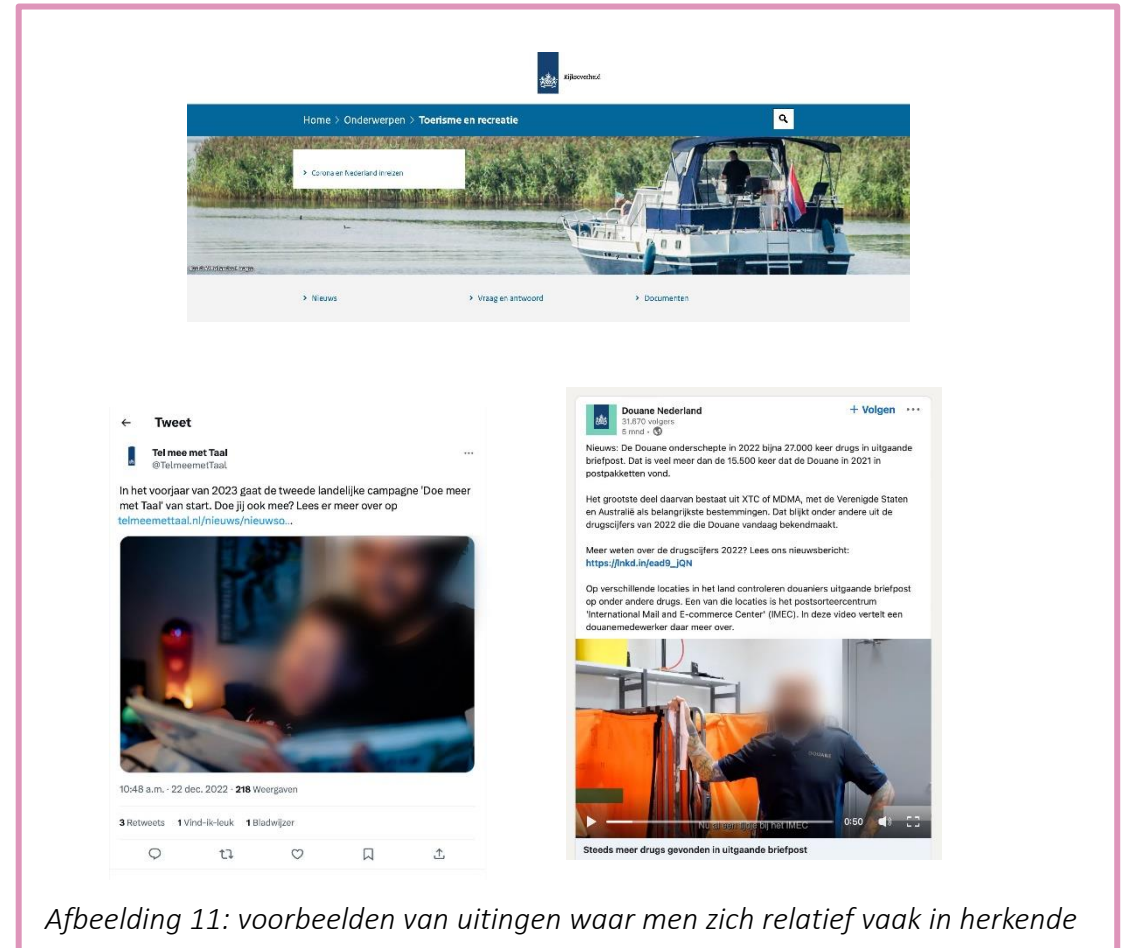 Rijksoverheid
Home > Onderwerpen > Toerisme en recreatie
> Corona en Nederland inreizen
> Nieuws > Vraag en antwoord > Documenten
← Tweet
Tel mee met Taal
@TelmeemetTaal
In het voorjaar van 2023 gaat de tweede landelijke campagne 'Doe meer
met Taal' van start. Doe jij ook mee? Lees er meer over op
telmeemettaal.nl/nieuws/nieuwso...
10:48 a.m. · 22 dec. 2022 · 218 Weergaven
3 Retweets 1 Vind-ik-leuk 1 Bladwijzer
Douane Nederland
31.870 volgers
5 mnd •
+ Volgen
Nieuws: De Douane onderschepte in 2022 bijna 27.000 keer drugs in uitgaande
briefpost. Dat is veel meer dan de 15.500 keer dat de Douane in 2021 in
postpakketten vond.
Het grootste deel daarvan bestaat uit XTC of MDMA, met de Verenigde Staten
en Australië als belangrijkste bestemmingen. Dat blijkt onder andere uit de
drugscijfers van 2022 die die Douane vandaag bekendmaakt.
Meer weten over de drugscijfers 2022? Lees ons nieuwsbericht:
https://lnkd.in/ead9_jQN
Op verschillende locaties in het land controleren douaniers uitgaande briefpost
op onder andere drugs. Een van die locaties is het postsorteercentrum
'International Mail and E-commerce Center' (IMEC). In deze video vertelt een
douanemedewerker daar meer over.
DOUANE
bij het IMEC
0:50
Steeds meer drugs gevonden in uitgaande briefpost
Afbeelding 11: voorbeelden van uitingen waar men zich relatief vaak in herkende